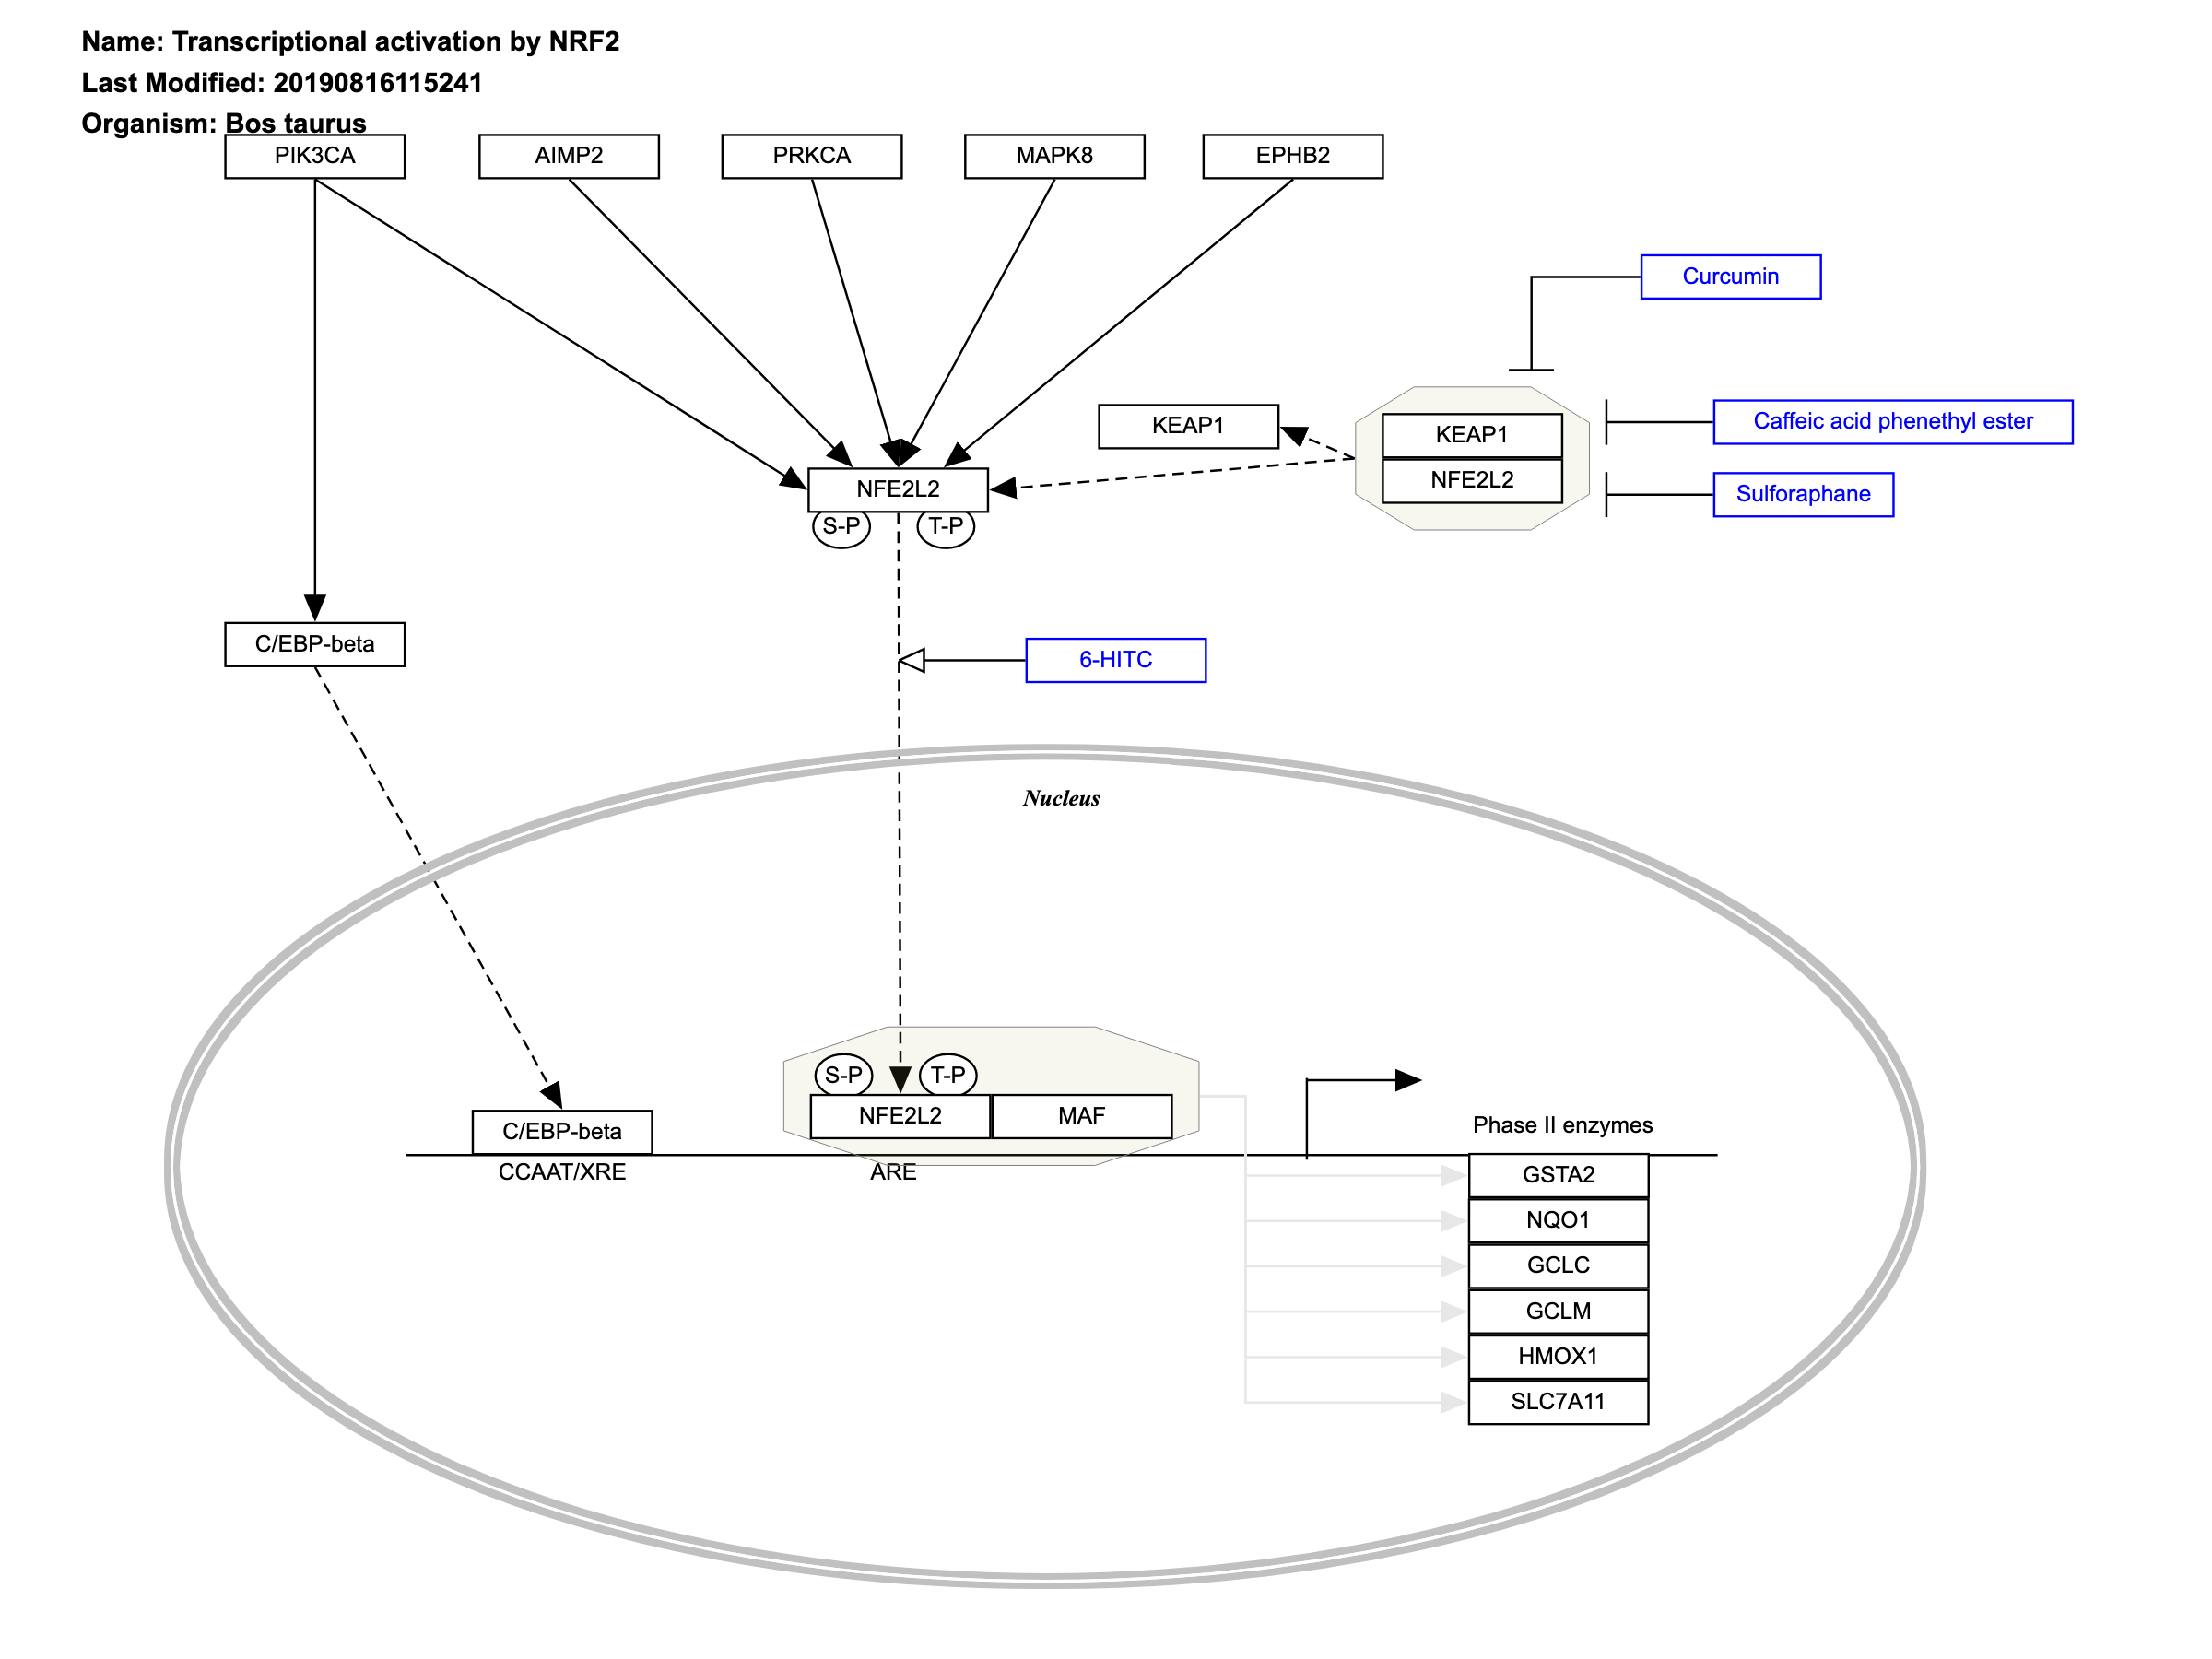 Name: Transcriptional activation by NRF2
Last Modified: 20190816115241
Organism: Bos taurus
PIK3CA
AIMP2
PRKCA
MAPK8
EPHB2
Curcumin
KEAP1
KEAP1
NFE2L2
Caffeic acid phenethyl ester
Sulforaphane
NFE2L2
S-P
T-P
C/EBP-beta
6-HITC
Nucleus
S-P
T-P
NFE2L2
MAF
C/EBP-beta
CCAAT/XRE
ARE
Phase II enzymes
GSTA2
NQO1
GCLC
GCLM
HMOX1
SLC7A11